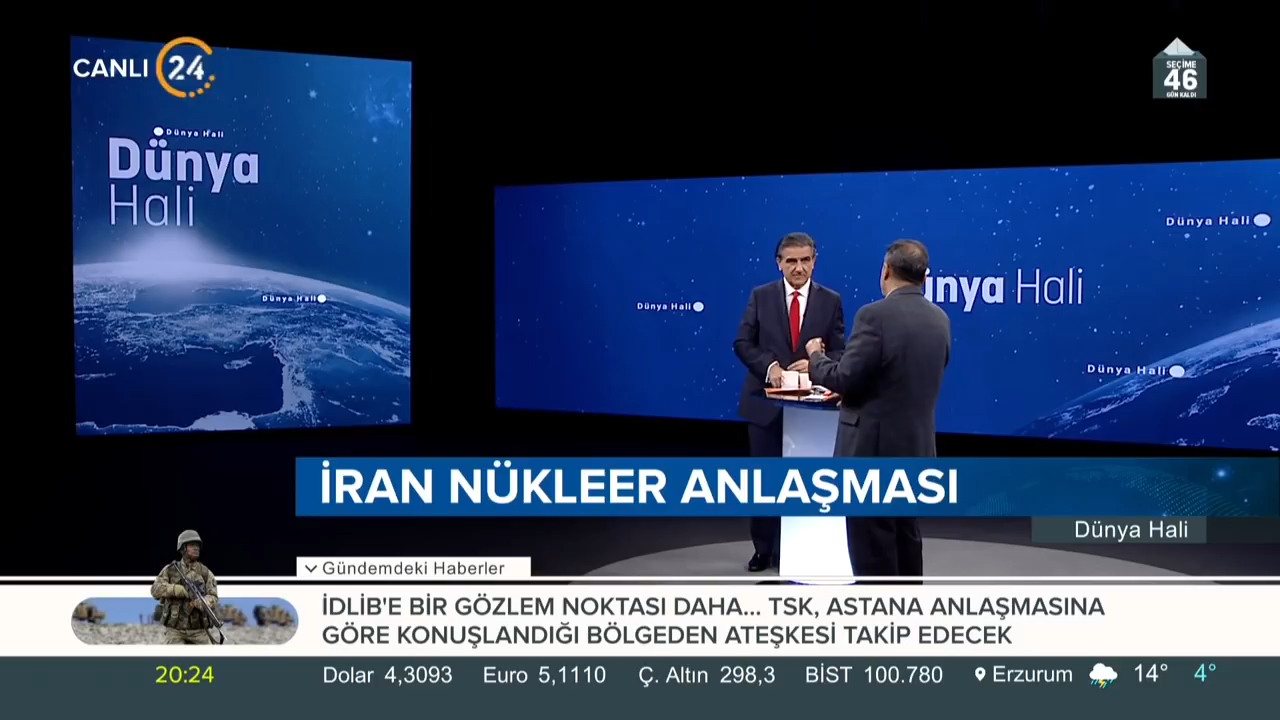 CANLI 24
SEÇİME
46
GÜN KALDI
Dünya Hali
Dünya
Hali
Dünya Hali
Dünya Hali
Dünya Hali
ünya Hali
Dünya Hali
İRAN NÜKLEER ANLAŞMASI
Dünya Hali
Gündemdeki Haberler
İDLİB'E BİR GÖZLEM NOKTASI DAHA... TSK, ASTANA ANLAŞMASINA
GÖRE KONUŞLANDIĞI BÖLGEDEN ATEŞKESİ TAKİP EDECEK
20:24 Dolar 4,3093 Euro 5,1110 Ç. Altın 298,3 BİST 100.780 Erzurum 14° 4°